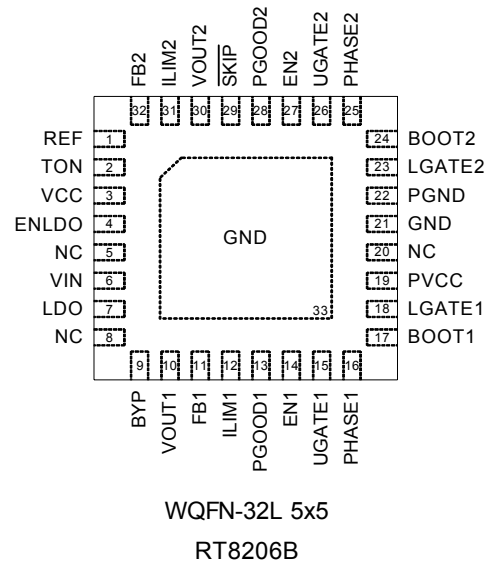 FB2
ILIM2
VOUT2
SKIP
PGOOD2
EN2
UGATE2
PHASE2
32 31 30 29 28 27 26 25
REF 1
TON 2
VCC 3
ENLDO 4
NC 5
VIN 6
LDO 7
NC 8
GND
33
24 BOOT2
23 LGATE2
22 PGND
21 GND
20 NC
19 PVCC
18 LGATE1
17 BOOT1
9 10 11 12 13 14 15 16
BYP
VOUT1
FB1
ILIM1
PGOOD1
EN1
UGATE1
PHASE1
WQFN-32L 5x5
RT8206B